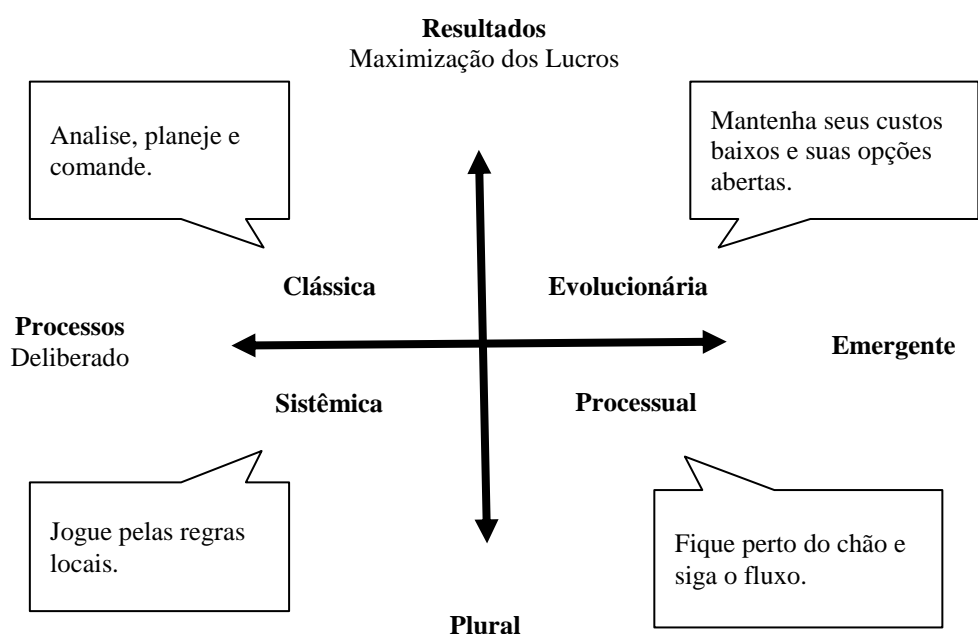 Resultados
Maximização dos Lucros
Analise, planeje e
comande.
Mantenha seus custos
baixos e suas opções
abertas.
Clássica
Evolucionária
Processos
Deliberado
Emergente
Sistêmica
Processual
Jogue pelas regras
locais.
Fique perto do chão e
siga o fluxo.
Plural